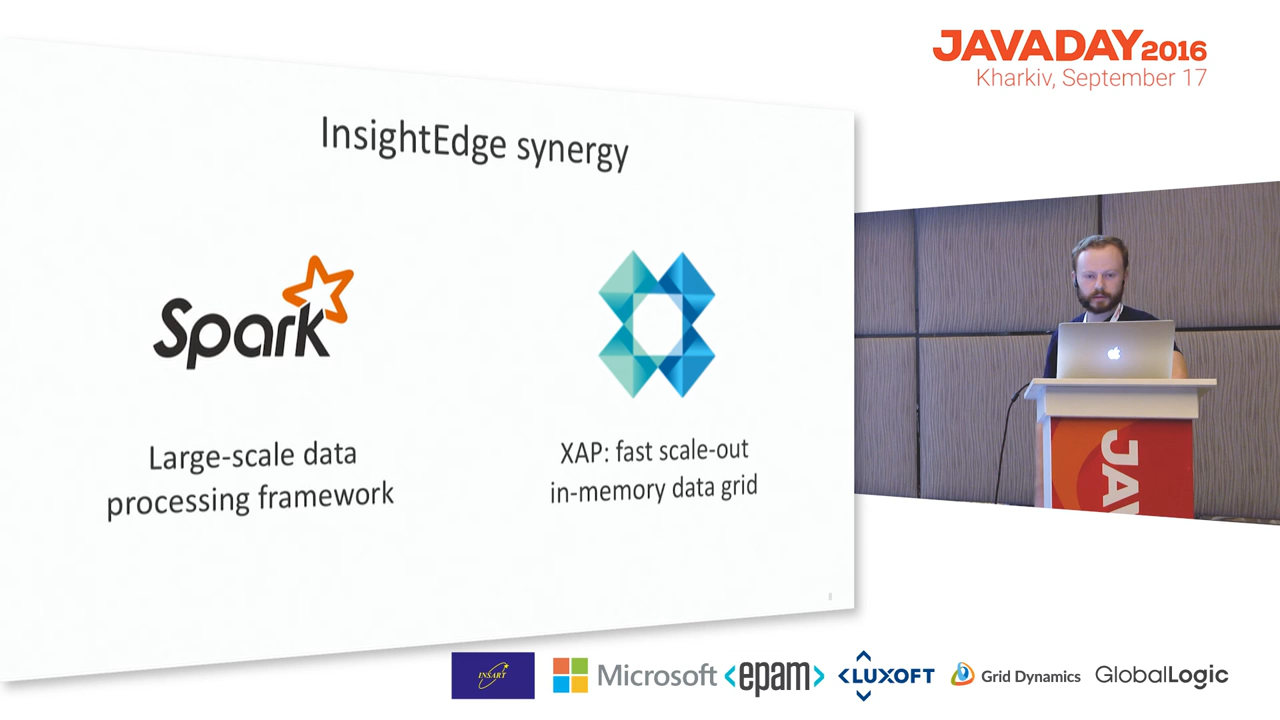 JAVADAY2016
Kharkiv, September 17
InsightEdge synergy
Spark
Large-scale data
processing framework
XAP: fast scale-out
in-memory data grid
8
JA
INSART
Microsoft
<epam>
<LUXOFT
Grid Dynamics
GlobalLogic